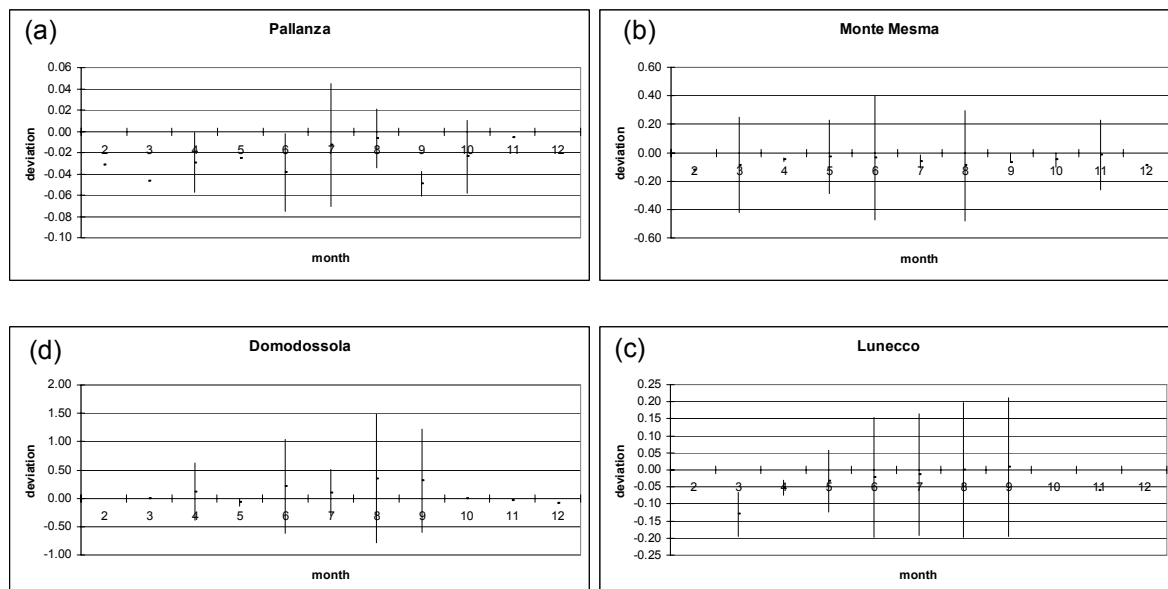 (a)
Pallanza
0.06
0.04
0.02
0.00
-0.02
-0.04
-0.06
-0.08
-0.10
deviation
2 3 4 5 6 7 8 9 10 11 12
month
(b)
Monte Mesma
0.60
0.40
0.20
0.00
-0.20
-0.40
-0.60
deviation
2 3 4 5 6 7 8 9 10 11 12
month
(d)
Domodossola
2.00
1.50
1.00
0.50
0.00
-0.50
-1.00
deviation
2 3 4 5 6 7 8 9 10 11 12
month
(c)
Lunecco
0.25
0.20
0.15
0.10
0.05
0.00
-0.05
-0.10
-0.15
-0.20
-0.25
deviation
2 3 4 5 6 7 8 9 10 11 12
month